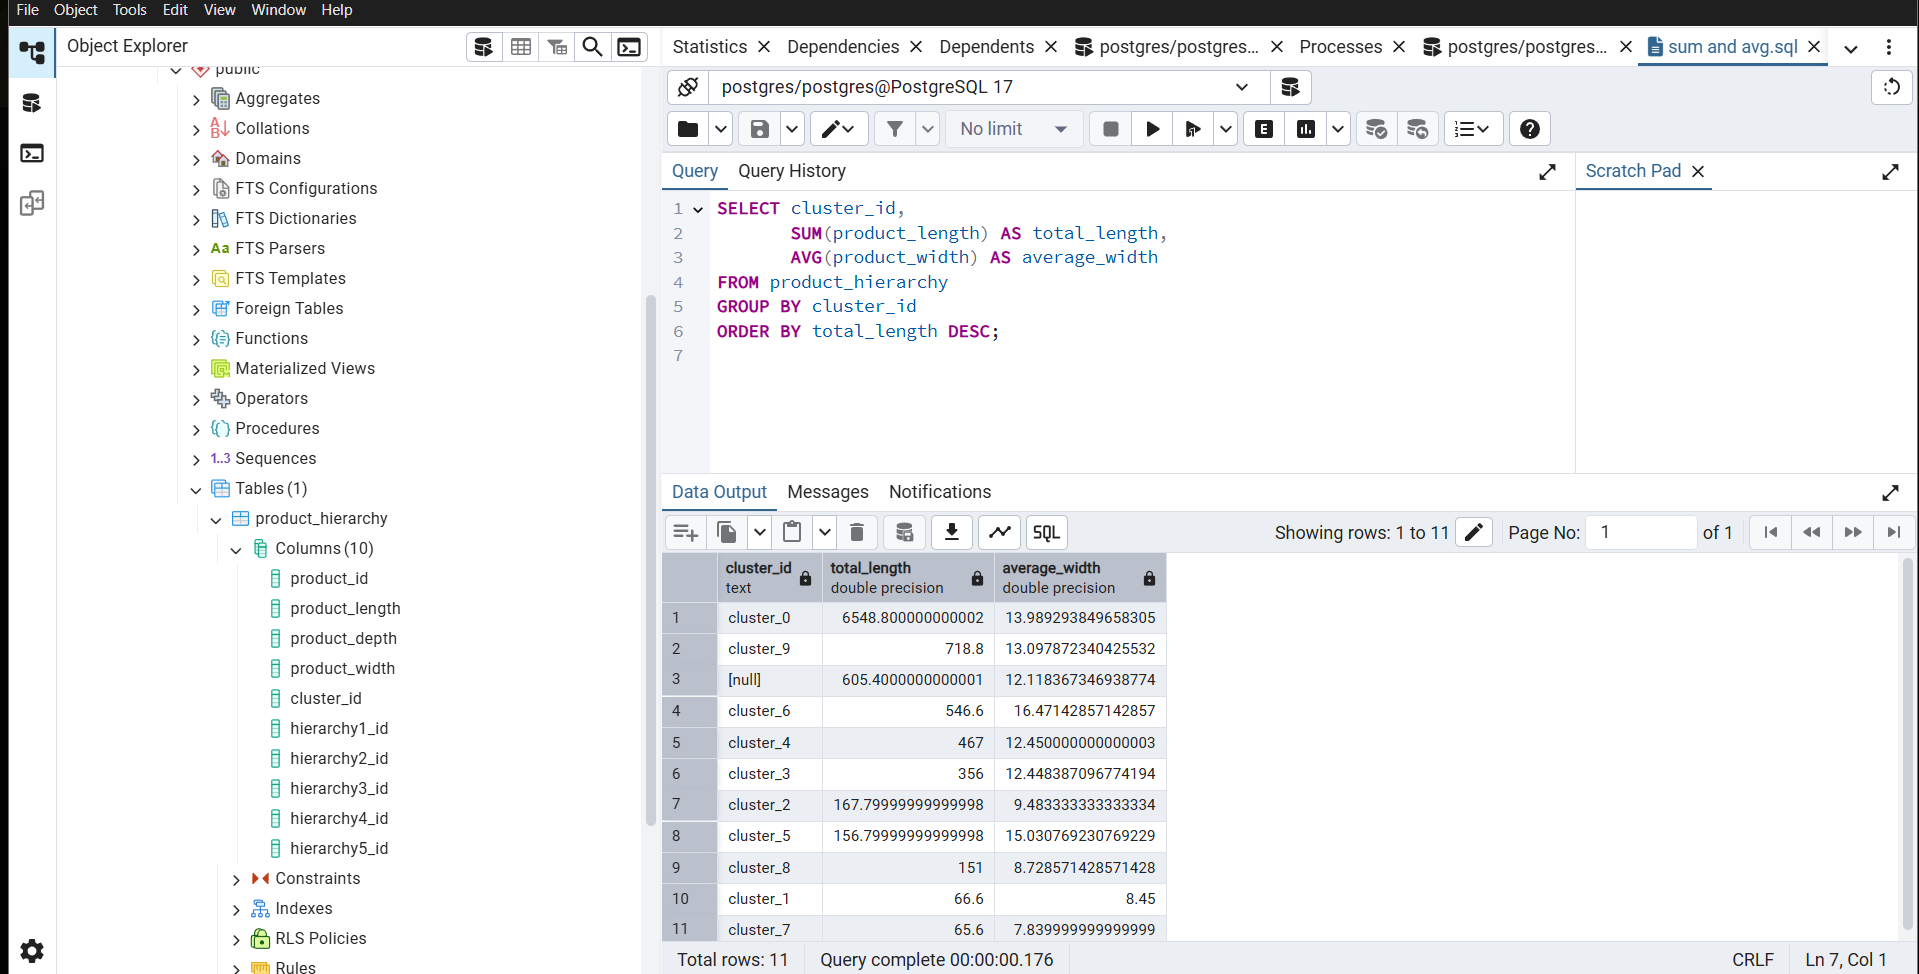 File Object Tools Edit View Window Help
Object Explorer
public
Aggregates
Collations
Domains
FTS Configurations
FTS Dictionaries
Aa FTS Parsers
FTS Templates
Foreign Tables
Functions
Materialized Views
Operators
Procedures
1..3 Sequences
Tables (1)
product_hierarchy
Columns (10)
product_id
product_length
product_depth
product_width
cluster_id
hierarchy1_id
hierarchy2_id
hierarchy3_id
hierarchy4_id
hierarchy5_id
Constraints
Indexes
RLS Policies
Rules
Statistics Dependencies Dependents postgres/postgres... Processes postgres/postgres... sum and avg.sql
postgres/postgres@PostgreSQL 17
No limit E
Query Query History Scratch Pad
1 SELECT cluster_id,
2 SUM(product_length) AS total_length,
3 AVG(product_width) AS average_width
4 FROM product_hierarchy
5 GROUP BY cluster_id
6 ORDER BY total_length DESC;
7
Data Output Messages Notifications
SQL Showing rows: 1 to 11 Page No: 1 of 1
cluster_id total_length average_width
text double precision double precision
1 cluster_0 6548.800000000002 13.989293849658305
2 cluster_9 718.8 13.097872340425532
3 [null] 605.4000000000001 12.118367346938774
4 cluster_6 546.6 16.47142857142857
5 cluster_4 467 12.450000000000003
6 cluster_3 356 12.448387096774194
7 cluster_2 167.79999999999998 9.483333333333334
8 cluster_5 156.79999999999998 15.030769230769229
9 cluster_8 151 8.728571428571428
10 cluster_1 66.6 8.45
11 cluster_7 65.6 7.839999999999999
Total rows: 11 Query complete 00:00:00.176 CRLF Ln 7, Col 1